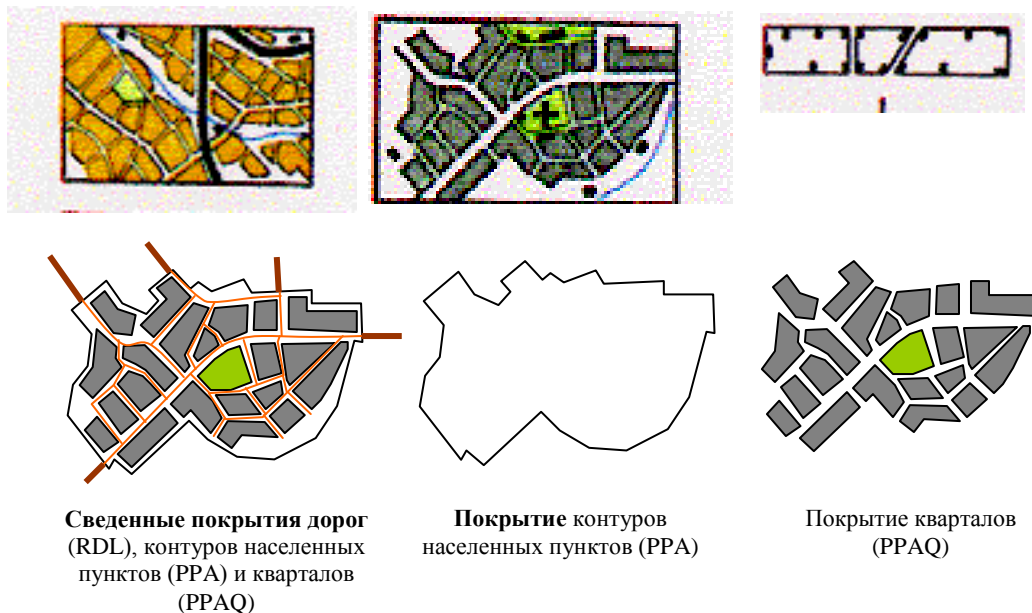 Сведенные покрытия дорог
(RDL), контуров населенных
пунктов (PPA) и кварталов
(PPAQ)
Покрытие контуров
населенных пунктов (PPA)
Покрытие кварталов
(PPAQ)